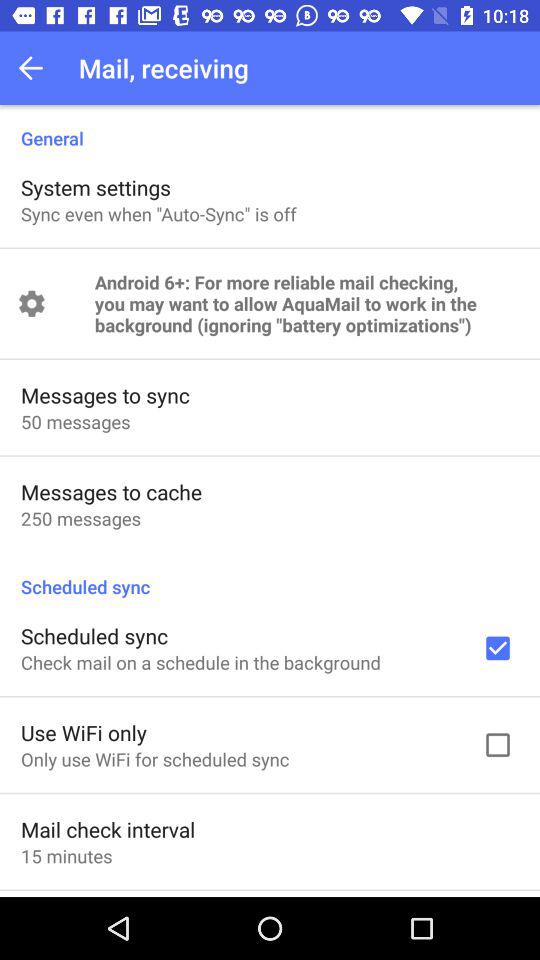 10:18
Mail, receiving
General
System settings
Sync even when "Auto-Sync" is off
Android 6+: For more reliable mail checking,
you may want to allow AquaMail to work in the
background (ignoring "battery optimizations")
Messages to sync
50 messages
Messages to cache
250 messages
Scheduled sync
Scheduled sync
Check mail on a schedule in the background
Use WiFi only
Only use WiFi for scheduled sync
Mail check interval
15 minutes